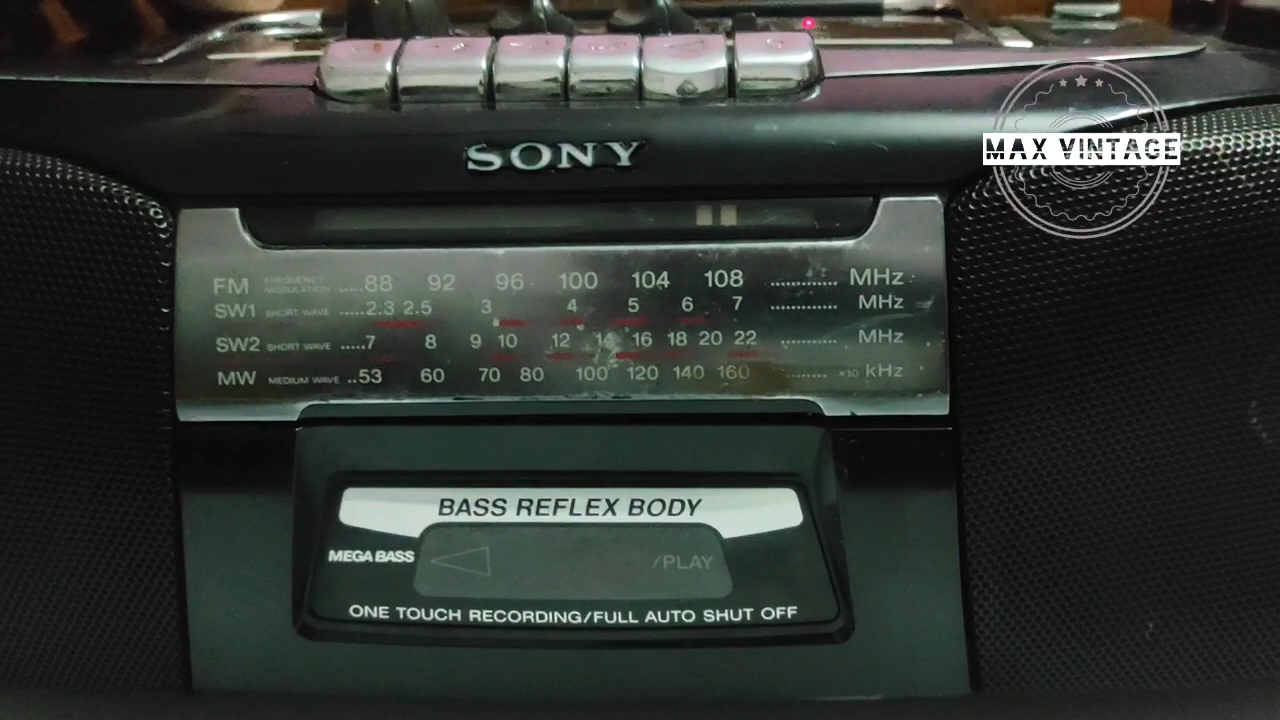 SONY
MAX VINTAGE
FM FREQUENCY MODULATION .....88 92 96 100 104 108 ............ MHz
SW1 SHORT WAVE .....2.3 2.5 3 4 5 6 7 ............ MHz
SW2 SHORT WAVE .....7 8 9 10 12 14 16 18 20 22 ........ MHz
MW MEDIUM WAVE ..53 60 70 80 100 120 140 160 ........ x10 kHz
BASS REFLEX BODY
MEGA BASS
/PLAY
ONE TOUCH RECORDING/FULL AUTO SHUT OFF